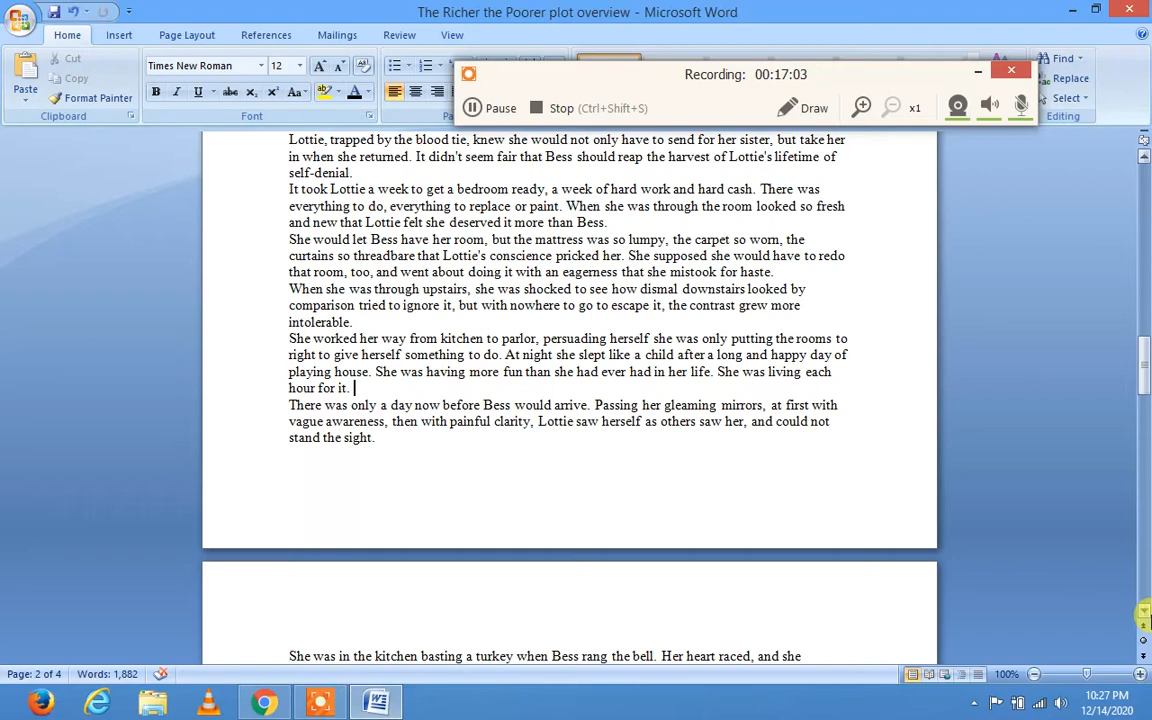 The Richer the Poorer plot overview - Microsoft Word
Home Insert Page Layout References Mailings Review View
Cut
Copy
Format Painter
Paste
Clipboard
Times New Roman 12
Font
Recording: 00:17:03
Pause Stop (Ctrl+Shift+S) Draw x1
Find
Replace
Select
Editing
Lottie, trapped by the blood tie, knew she would not only have to send for her sister, but take her
in when she returned. It didn't seem fair that Bess should reap the harvest of Lottie's lifetime of
self-denial.
It took Lottie a week to get a bedroom ready, a week of hard work and hard cash. There was
everything to do, everything to replace or paint. When she was through the room looked so fresh
and new that Lottie felt she deserved it more than Bess.
She would let Bess have her room, but the mattress was so lumpy, the carpet so worn, the
curtains so threadbare that Lottie's conscience pricked her. She supposed she would have to redo
that room, too, and went about doing it with an eagerness that she mistook for haste.
When she was through upstairs, she was shocked to see how dismal downstairs looked by
comparison tried to ignore it, but with nowhere to go to escape it, the contrast grew more
intolerable.
She worked her way from kitchen to parlor, persuading herself she was only putting the rooms to
right to give herself something to do. At night she slept like a child after a long and happy day of
playing house. She was having more fun than she had ever had in her life. She was living each
hour for it.
There was only a day now before Bess would arrive. Passing her gleaming mirrors, at first with
vague awareness, then with painful clarity, Lottie saw herself as others saw her, and could not
stand the sight.
She was in the kitchen basting a turkey when Bess rang the bell. Her heart raced, and she
Page: 2 of 4 Words: 1,882 100%
10:27 PM
12/14/2020